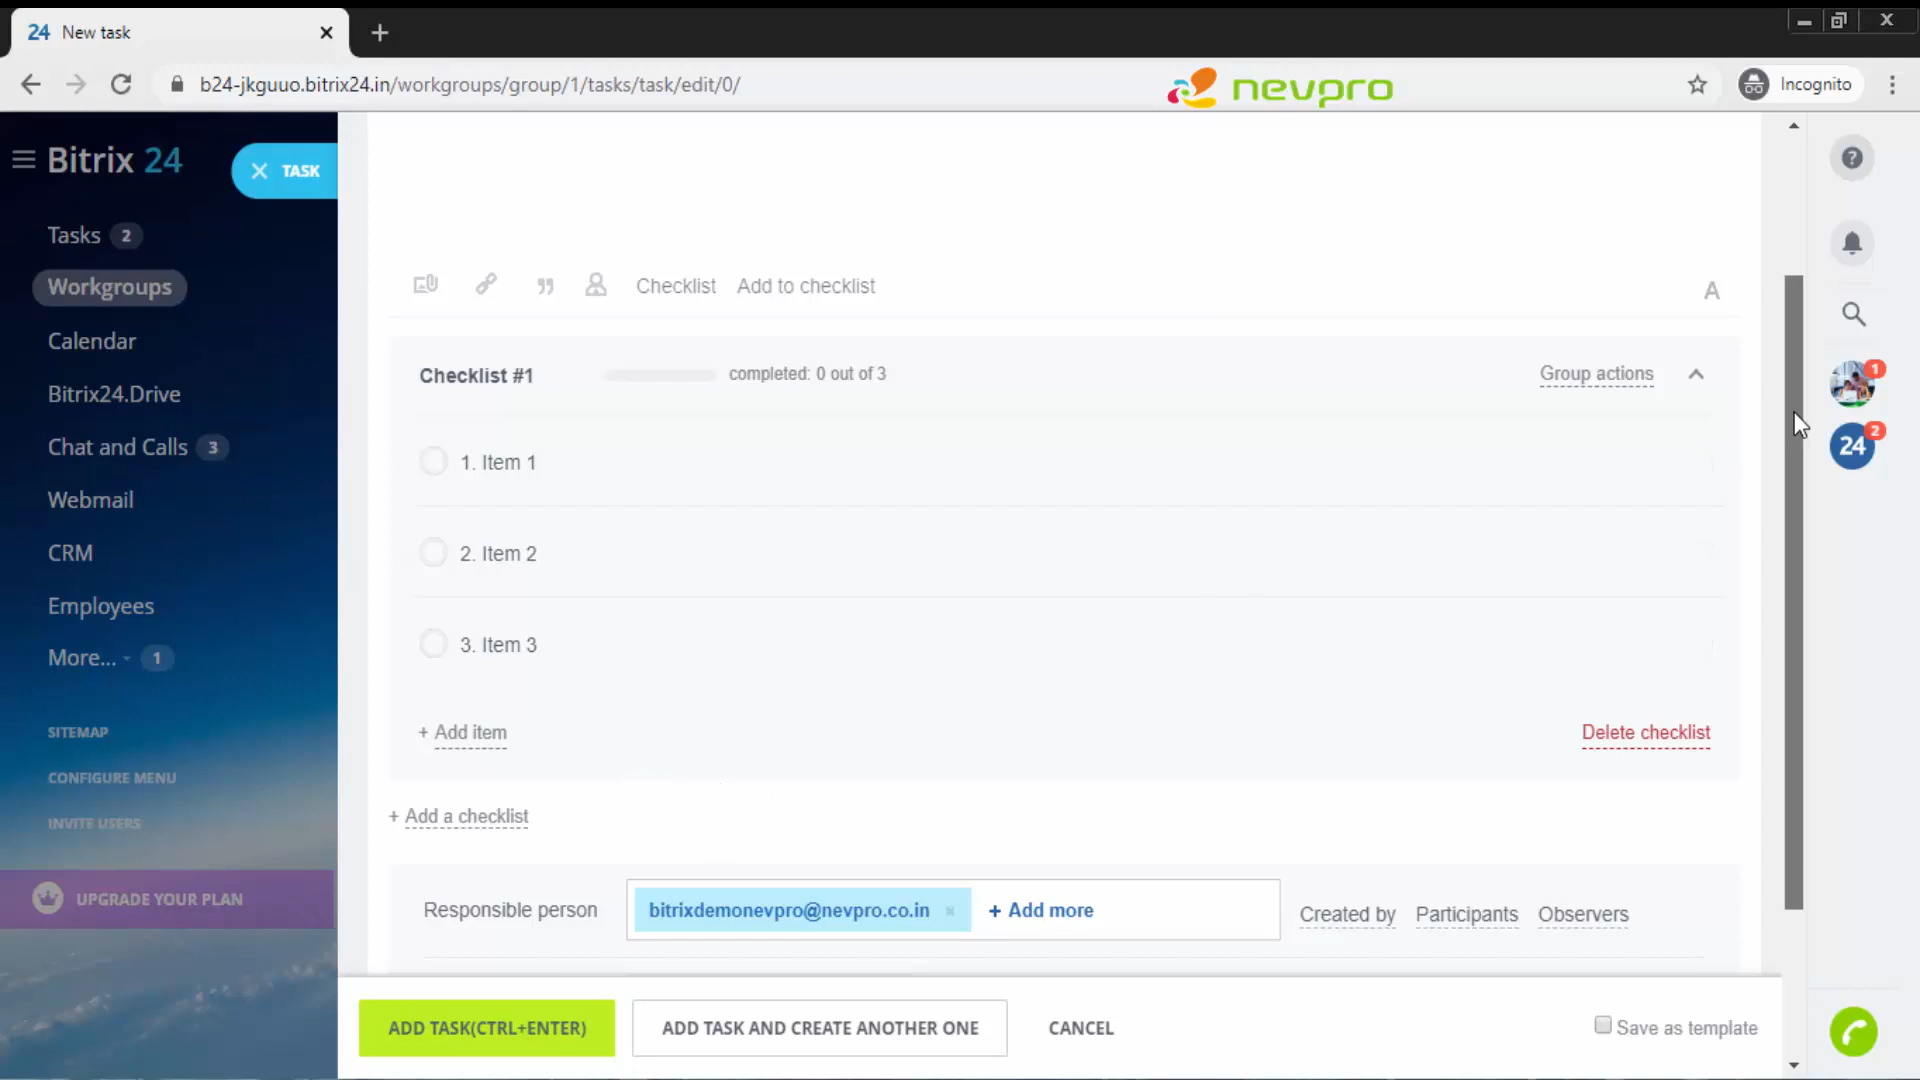 24 New task
b24-jkguuo.bitrix24.in/workgroups/group/1/tasks/task/edit/0/
nevpro
Incognito
Bitrix 24
TASK
Tasks 2
Workgroups
Calendar
Bitrix24.Drive
Chat and Calls 3
Webmail
CRM
Employees
More... 1
SITEMAP
CONFIGURE MENU
INVITE USERS
UPGRADE YOUR PLAN
Checklist Add to checklist A
Checklist #1 completed: 0 out of 3 Group actions
1. Item 1
2. Item 2
3. Item 3
+ Add item Delete checklist
+ Add a checklist
Responsible person bitrixdemonevpro@nevpro.co.in × + Add more Created by Participants Observers
ADD TASK(CTRL+ENTER) ADD TASK AND CREATE ANOTHER ONE CANCEL Save as template
?
1
24 2